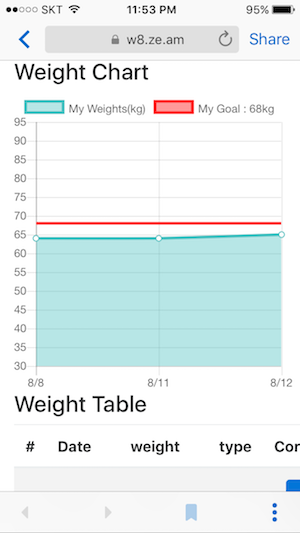 SKT 11:53 PM 95%
w8.ze.am Share
Weight Chart
My Weights(kg) My Goal : 68kg
95
90
85
80
75
70
65
60
55
50
45
40
35
30
8/8 8/11 8/12
Weight Table
# Date weight type Cor